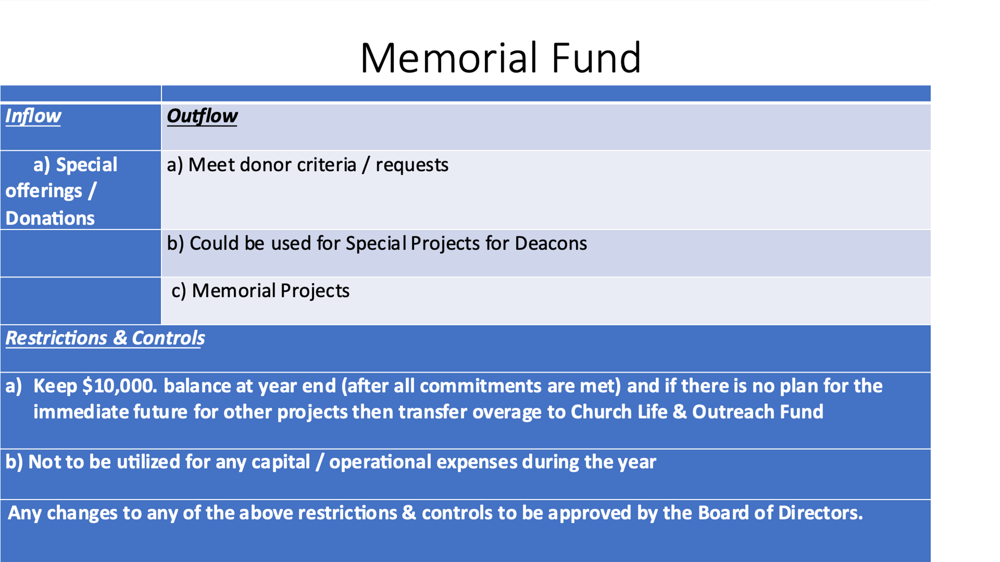 Memorial Fund
Inflow
Outflow
a) Special
offerings /
Donations
a) Meet donor criteria / requests
b) Could be used for Special Projects for Deacons
c) Memorial Projects
Restrictions & Controls
a) Keep $10,000. balance at year end (after all commitments are met) and if there is no plan for the
immediate future for other projects then transfer overage to Church Life & Outreach Fund
b) Not to be utilized for any capital / operational expenses during the year
Any changes to any of the above restrictions & controls to be approved by the Board of Directors.